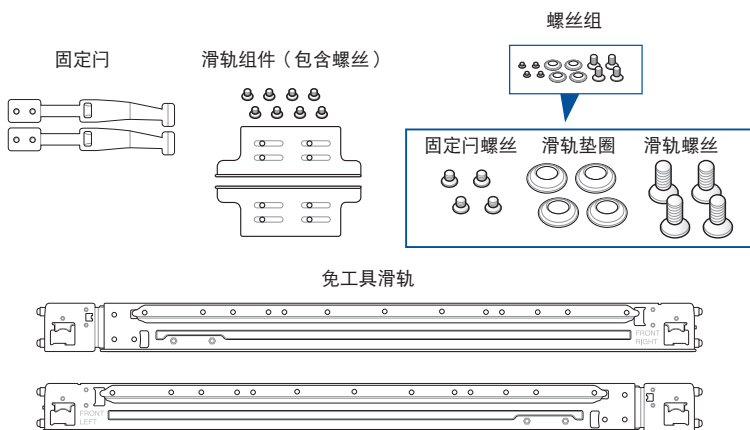 螺丝组
固定闩
滑轨组件（包含螺丝）
固定闩螺丝
滑轨垫圈
滑轨螺丝
免工具滑轨
FRONT
RIGHT
FRONT
LEFT